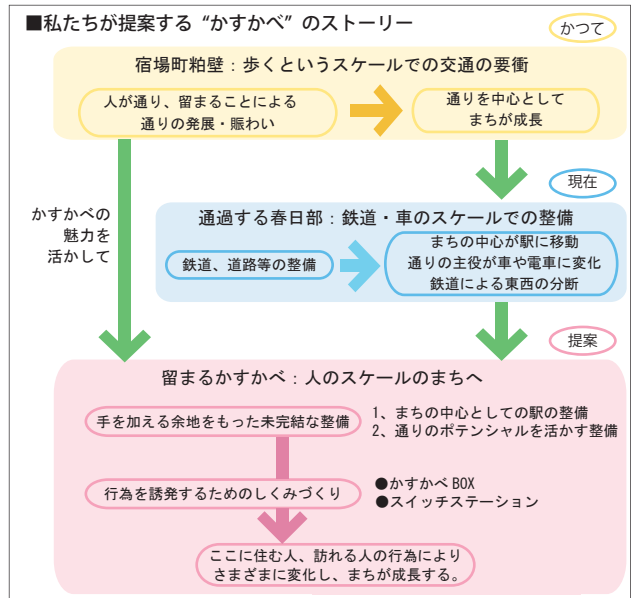 ■私たちが提案する“かすかべ”のストーリー
かつて
宿場町粕壁：歩くというスケールでの交通の要衝
人が通り、留まることによる
通りの発展・賑わい
通りを中心として
まちが成長
現在
かすかべの
魅力を
活かして
通過する春日部：鉄道・車のスケールでの整備
鉄道、道路等の整備
まちの中心が駅に移動
通りの主役が車や電車に変化
鉄道による東西の分断
提案
留まるかすかべ：人のスケールのまちへ
手を加える余地をもった未完結な整備
1、まちの中心としての駅の整備
2、通りのポテンシャルを活かす整備
行為を誘発するためのしくみづくり
●かすかべBOX
●スイッチステーション
ここに住む人、訪れる人の行為により
さまざまに変化し、まちが成長する。